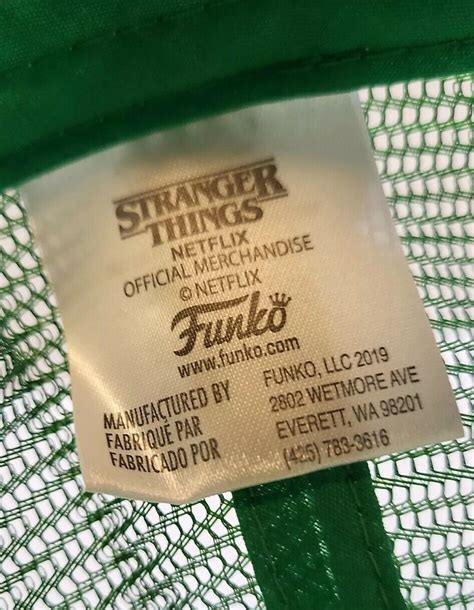 STRANGER
THINGS
NETFLIX
OFFICIAL MERCHANDISE
© NETFLIX
Funko
www.funko.com
MANUFACTURED BY
FABRIQUÉ PAR
FABRICADO POR
FUNKO, LLC 2019
2802 WETMORE AVE
EVERETT, WA 98201
(425) 783-3616